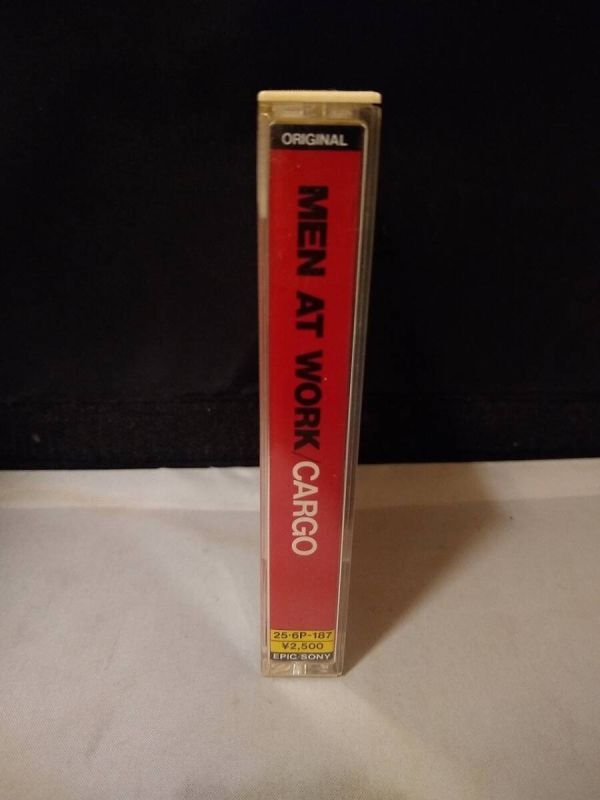 ORIGINAL
MEN AT WORK/CARGO
25・6P-187
¥2,500
EPIC/SONY